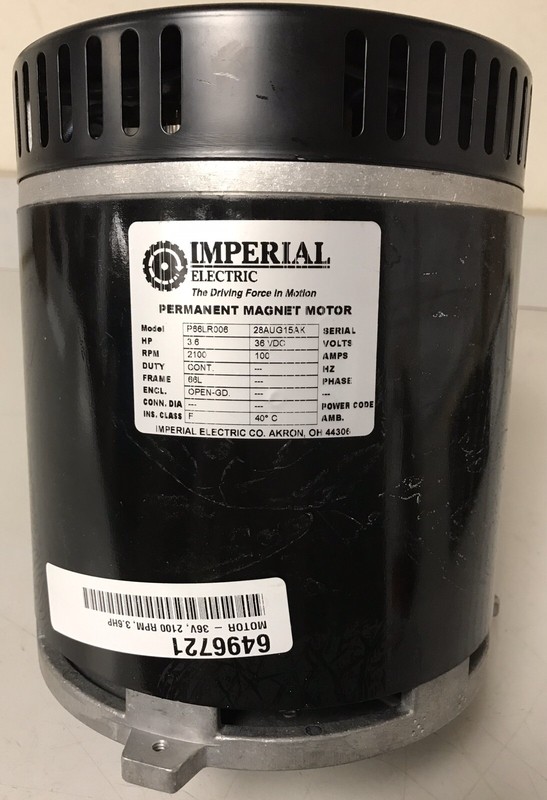 IMPERIAL
ELECTRIC
The Driving Force in Motion
PERMANENT MAGNET MOTOR
Model P66LR006 28AUG15AK SERIAL
HP 3.6 36 VDC VOLTS
RPM 2100 100 AMPS
DUTY CONT. --- HZ
FRAME 66L --- PHASE
ENCL. OPEN-GD. --- ---
CONN. DIA --- --- POWER CODE
INS. CLASS F 40° C AMB.
IMPERIAL ELECTRIC CO. AKRON, OH 44306
6496721
MOTOR - 36V, 2100 RPM, 3.6HP